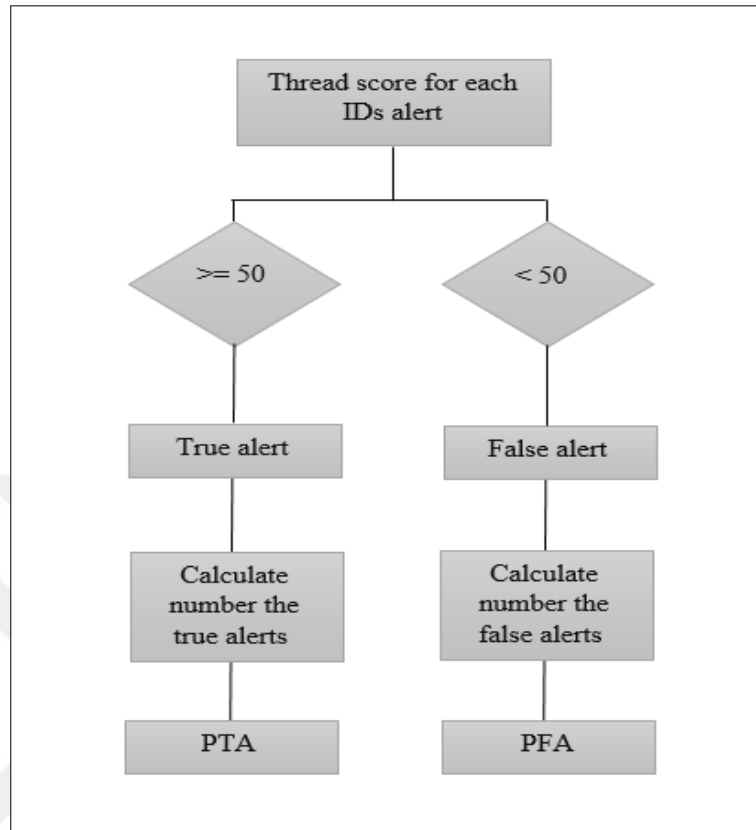 Thread score for each
IDs alert
>= 50
< 50
True alert
False alert
Calculate
number the
true alerts
Calculate
number the
false alerts
PTA
PFA